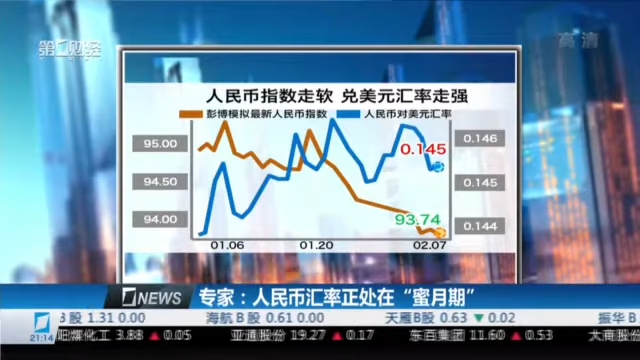 第一财经
高清
人民币指数走软 兑美元汇率走强
彭博模拟最新人民币指数 人民币对美元汇率
95.00
94.50
94.00
0.146
0.145
0.144
0.145
93.74
01.06 01.20 02.07
NEWS
专家：人民币汇率正处在“蜜月期”
B股 1.31 0.00 海航B股 0.61 0.00 天雁B股 0.63 ▼0.02 振华B
21:14
阳煤化工 3.88 ▲0.05 亚通股份 19.27 ▲0.17 东百集团 11.60 ▲0.53 大商股份